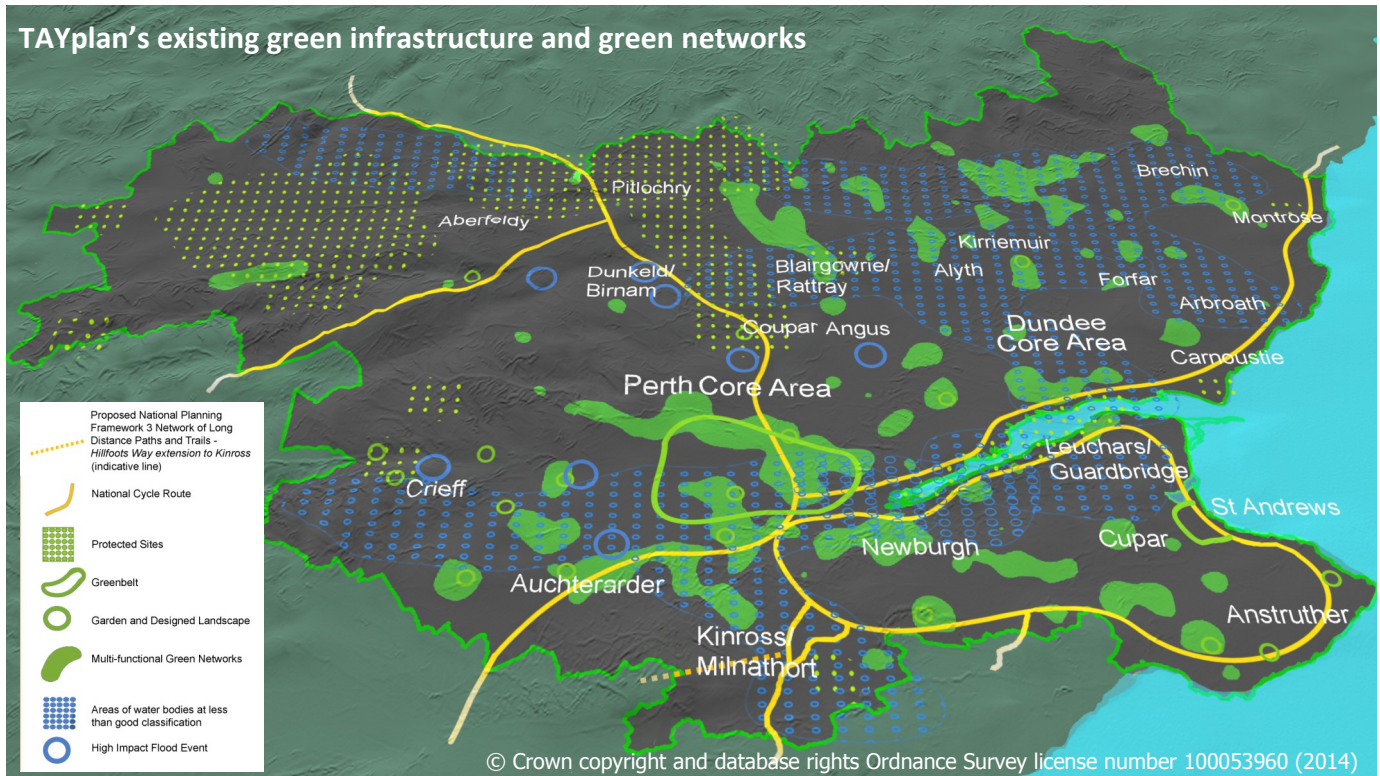 TAYplan’s existing green infrastructure and green networks
Brechin
Pitlochry
Montrose
Aberfeldy
Kirriemuir
Dunkeld/
Birnam
Blairgowrie/
Rattray
Alyth
Forfar
Arbroath
Coupar Angus
Dundee
Core Area
Carnoustie
Perth Core Area
Leuchars/
Guardbridge
Crieff
St Andrews
Newburgh
Cupar
Auchterarder
Anstruther
Kinross/
Milnathort
Proposed National Planning
Framework 3 Network of Long
Distance Paths and Trails -
Hillfoots Way extension to Kinross
(indicative line)
National Cycle Route
Protected Sites
Greenbelt
Garden and Designed Landscape
Multi-functional Green Networks
Areas of water bodies at less
than good classification
High Impact Flood Event
© Crown copyright and database rights Ordnance Survey license number 100053960 (2014)